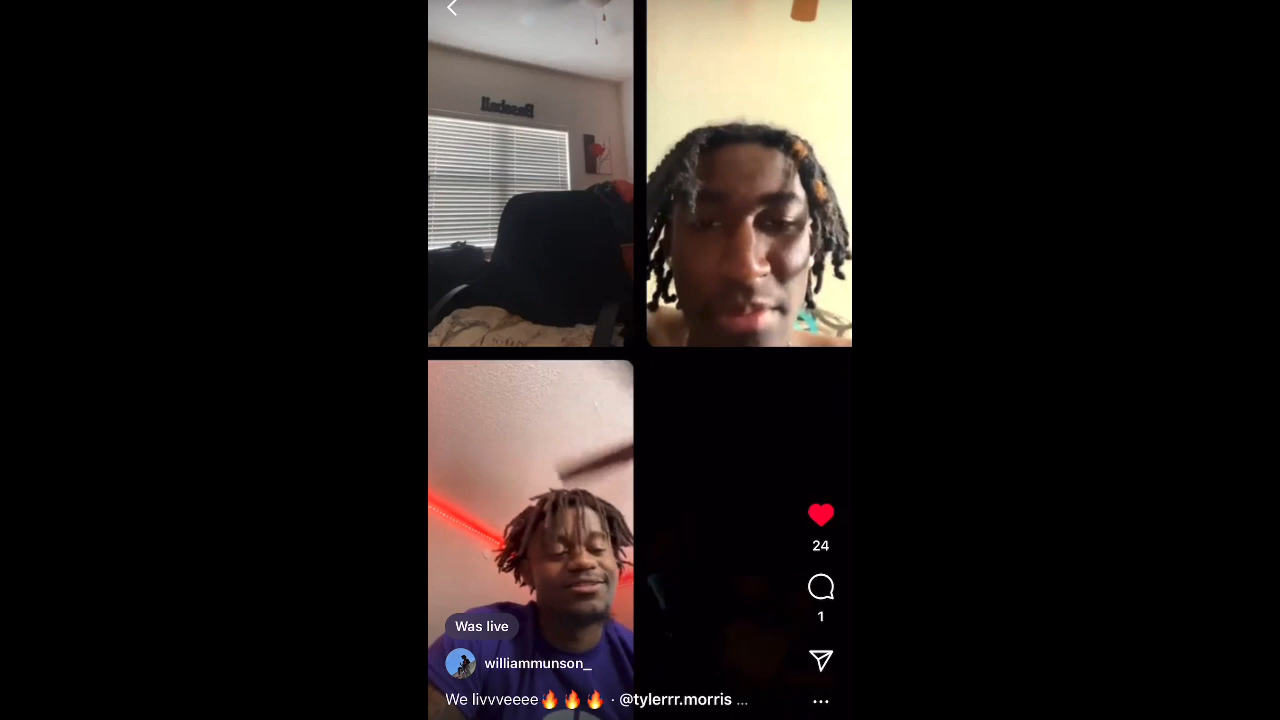 Baseball
24
1
Was live
williammunson_
We livvveeee🔥🔥🔥 · @tylerrr.morris ...